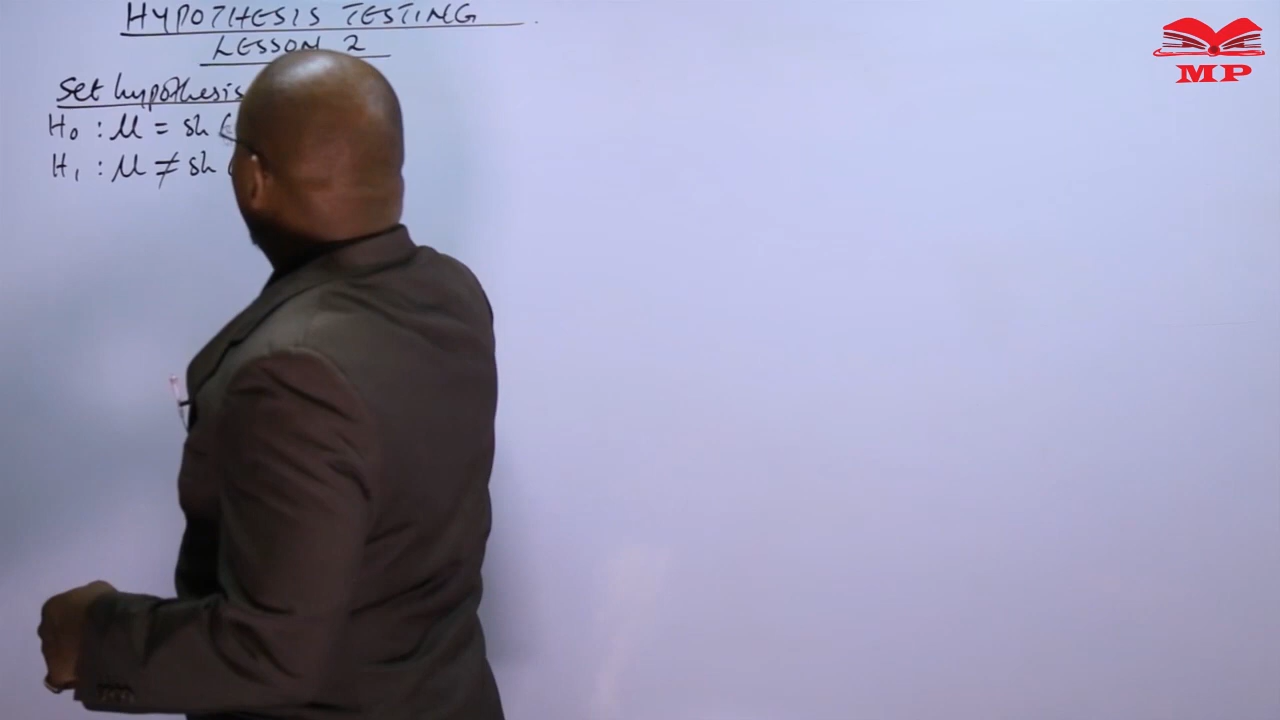 HYPOTHESIS TESTING
LESSON 2
Set hypothesis
H₀ : μ = sh
H₁ : μ ≠ sh
MP